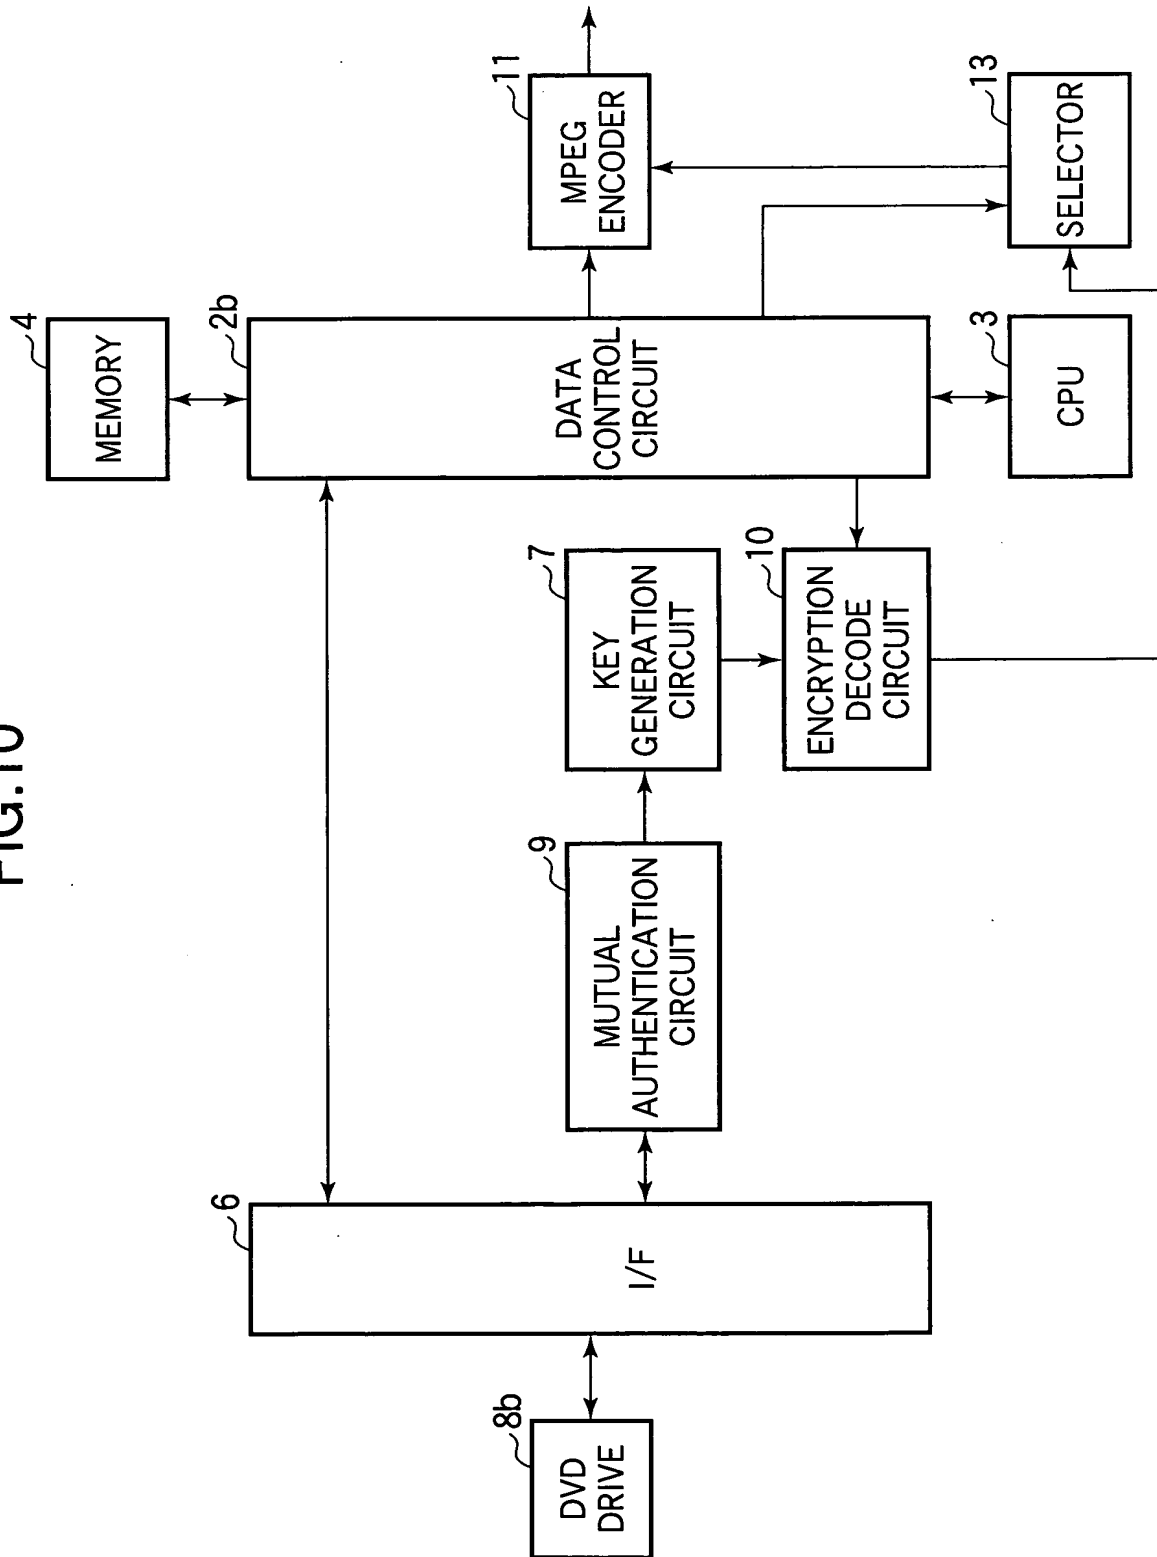 FIG.10
4
MEMORY
11
MPEG
ENCODER
2b
DATA
CONTROL
CIRCUIT
13
SELECTOR
3
CPU
7
KEY
GENERATION
CIRCUIT
10
ENCRYPTION
DECODE
CIRCUIT
9
MUTUAL
AUTHENTICATION
CIRCUIT
6
I/F
8b
DVD
DRIVE